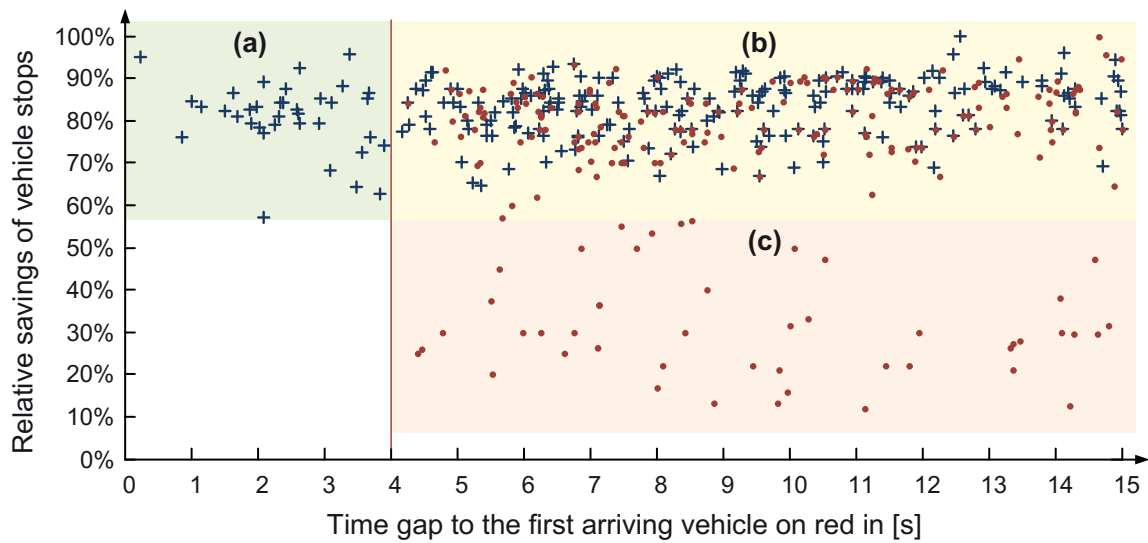 Relative savings of vehicle stops
100%
90%
80%
70%
60%
50%
40%
30%
20%
10%
0%
(a)
(b)
(c)
0 1 2 3 4 5 6 7 8 9 10 11 12 13 14 15
Time gap to the first arriving vehicle on red in [s]